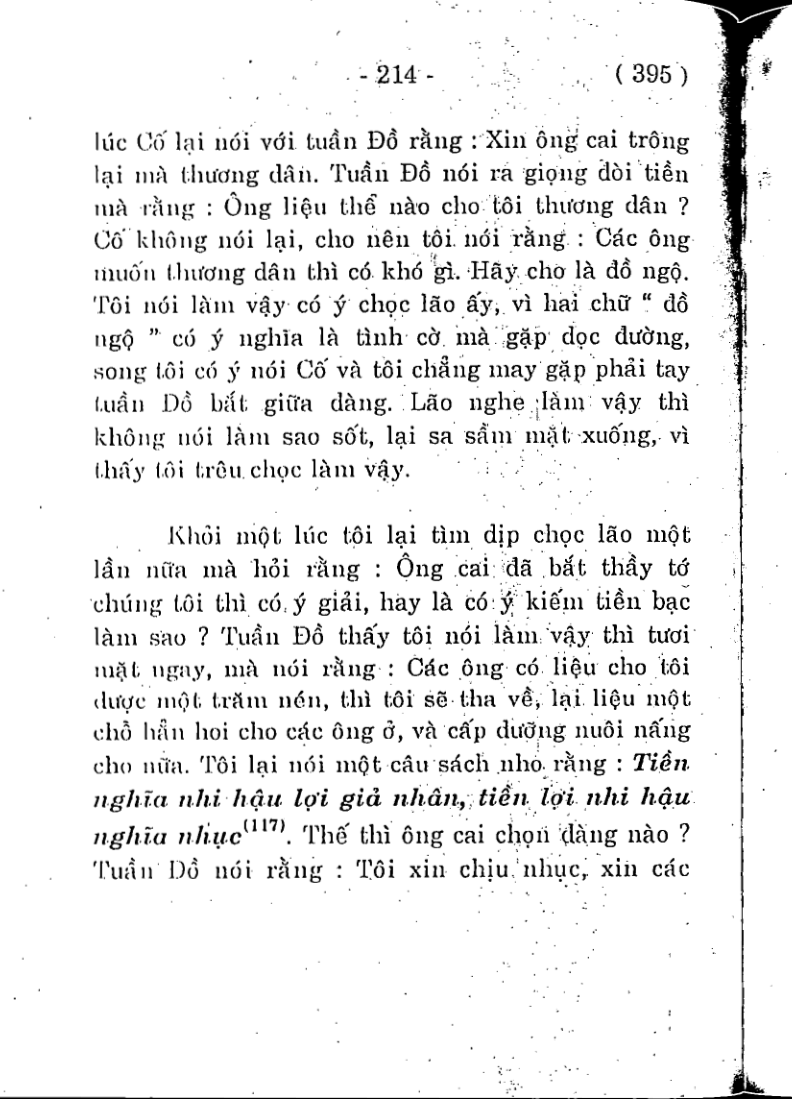 - 214 - ( 395 )
lúc Cố lại nói với tuần Đồ rằng : Xin ông cai trông
lại mà thương dân. Tuần Đồ nói ra giọng đòi tiền
mà rằng : Ông liệu thể nào cho tôi thương dân ?
Cố không nói lại, cho nên tôi nói rằng : Các ông
muốn thương dân thì có khó gì. Hãy cho là đồ ngộ.
Tôi nói làm vậy có ý chọc lão ấy, vì hai chữ “ đồ
ngộ ” có ý nghĩa là tình cờ mà gặp dọc đường,
song tôi có ý nói Cố và tôi chẳng may gặp phải tay
tuần Đồ bắt giữa dàng. Lão nghe làm vậy thì
không nói làm sao sốt, lại sa sầm mặt xuống, vì
thấy tôi trêu chọc làm vậy.
Khỏi một lúc tôi lại tìm dịp chọc lão một
lần nữa mà hỏi rằng : Ông cai đã bắt thầy tớ
chúng tôi thì có ý giải, hay là có ý kiếm tiền bạc
làm sao ? Tuần Đồ thấy tôi nói làm vậy thì tươi
mặt ngay, mà nói rằng : Các ông có liệu cho tôi
được một trăm nén, thì tôi sẽ tha về, lại liệu một
chỗ hẳn hoi cho các ông ở, và cấp dưỡng nuôi nấng
cho nữa. Tôi lại nói một câu sách nho rằng : Tiền
nghĩa nhi hậu lợi giả nhân, tiền lợi nhi hậu
nghĩa nhục(117). Thế thì ông cai chọn dàng nào ?
Tuần Đồ nói rằng : Tôi xin chịu nhục, xin các